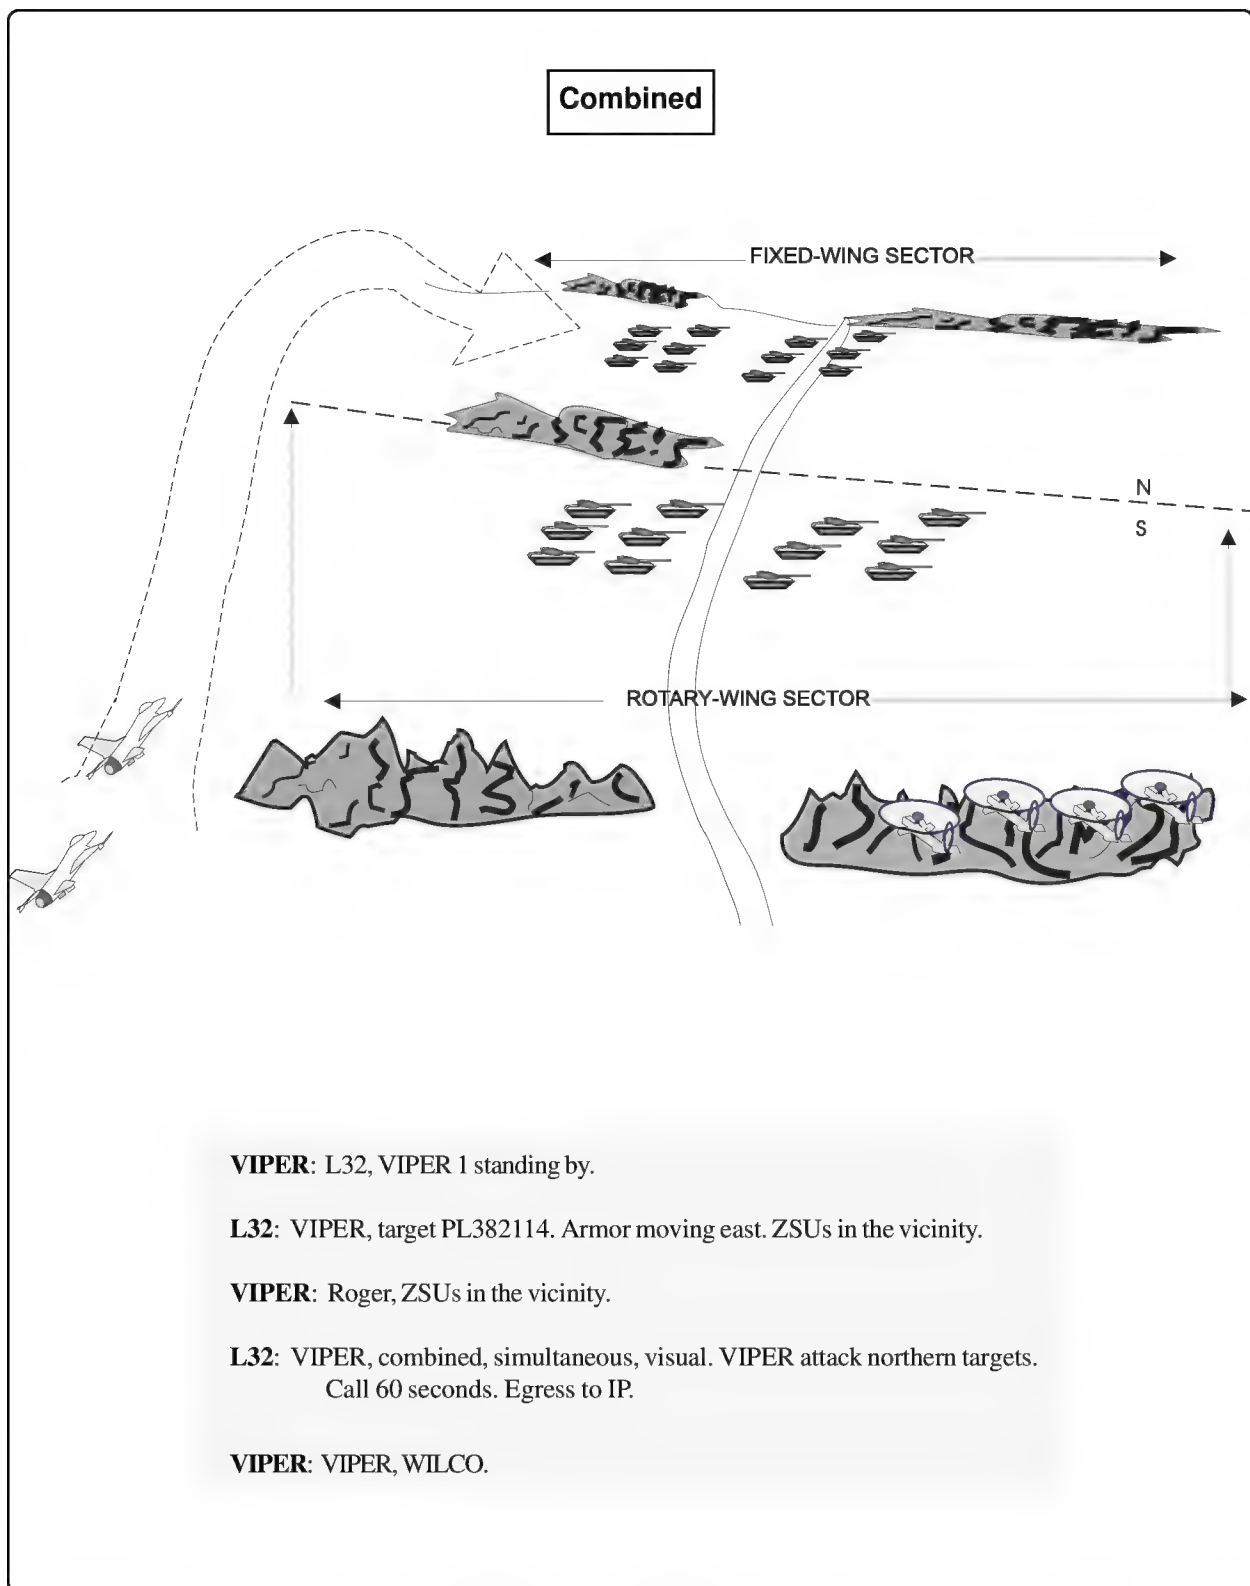 Combined
FIXED-WING SECTOR
N
S
ROTARY-WING SECTOR
VIPER: L32, VIPER 1 standing by.
L32: VIPER, target PL382114. Armor moving east. ZSUs in the vicinity.
VIPER: Roger, ZSUs in the vicinity.
L32: VIPER, combined, simultaneous, visual. VIPER attack northern targets.
Call 60 seconds. Egress to IP.
VIPER: VIPER, WILCO.